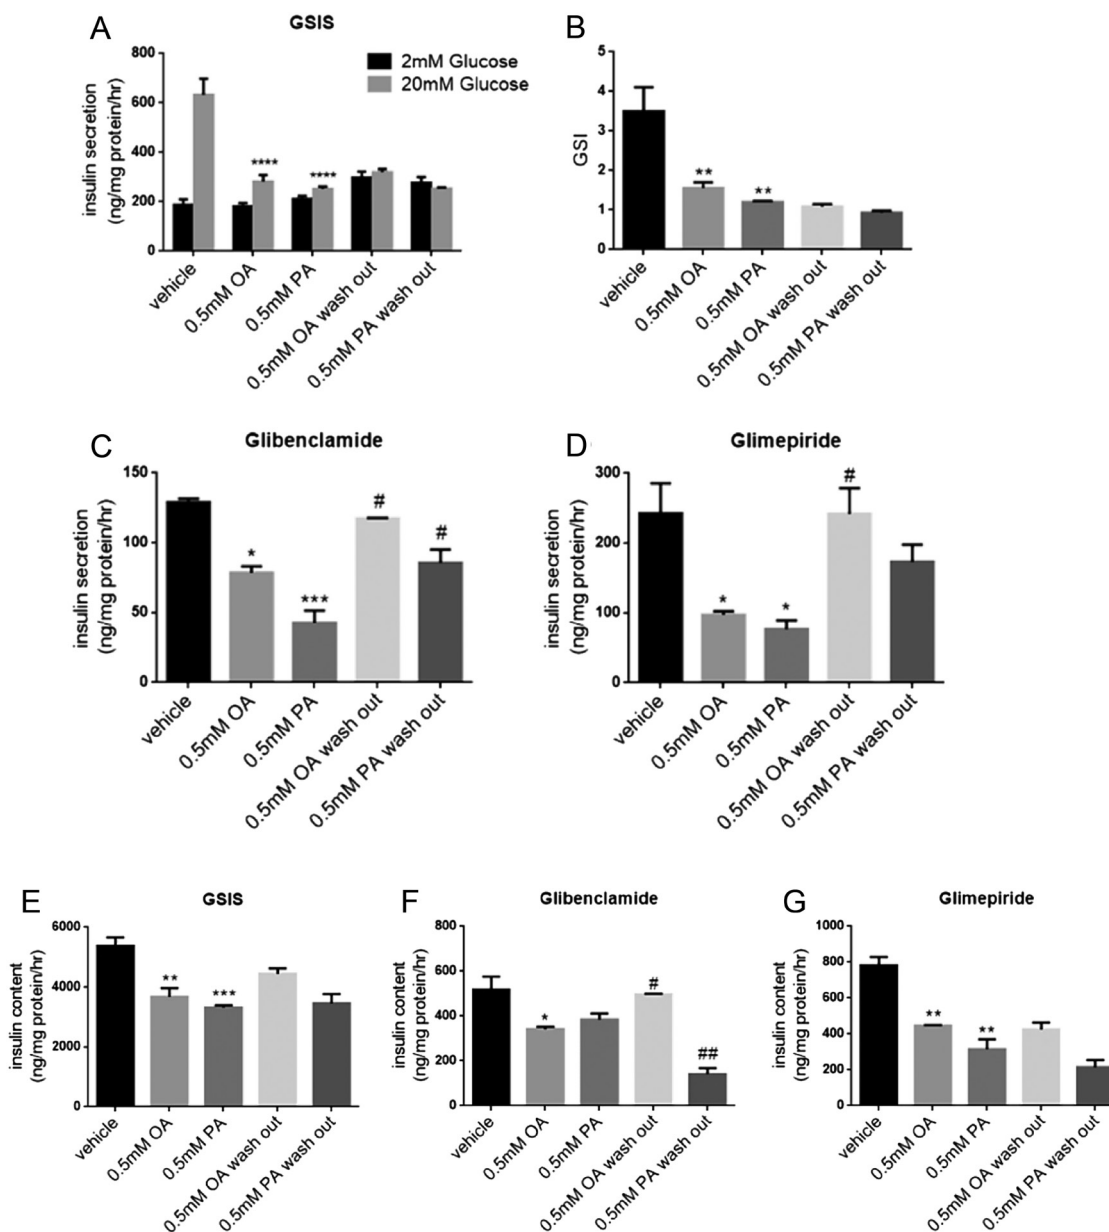 A
GSIS
2mM Glucose
20mM Glucose
insulin secretion
(ng/mg protein/hr)
800
600
400
200
0
****
****
vehicle
0.5mM OA
0.5mM PA
0.5mM OA wash out
0.5mM PA wash out
B
GSI
5
4
3
2
1
0
**
**
vehicle
0.5mM OA
0.5mM PA
0.5mM OA wash out
0.5mM PA wash out
C
Glibenclamide
insulin secretion
(ng/mg protein/hr)
150
100
50
0
*
***
#
#
vehicle
0.5mM OA
0.5mM PA
0.5mM OA wash out
0.5mM PA wash out
D
Glimepiride
insulin secretion
(ng/mg protein/hr)
300
200
100
0
*
*
#
vehicle
0.5mM OA
0.5mM PA
0.5mM OA wash out
0.5mM PA wash out
E
GSIS
insulin content
(ng/mg protein/hr)
6000
4000
2000
0
**
***
vehicle
0.5mM OA
0.5mM PA
0.5mM OA wash out
0.5mM PA wash out
F
Glibenclamide
insulin content
(ng/mg protein/hr)
800
600
400
200
0
*
#
##
vehicle
0.5mM OA
0.5mM PA
0.5mM OA wash out
0.5mM PA wash out
G
Glimepiride
insulin content
(ng/mg protein/hr)
1000
800
600
400
200
0
**
**
vehicle
0.5mM OA
0.5mM PA
0.5mM OA wash out
0.5mM PA wash out